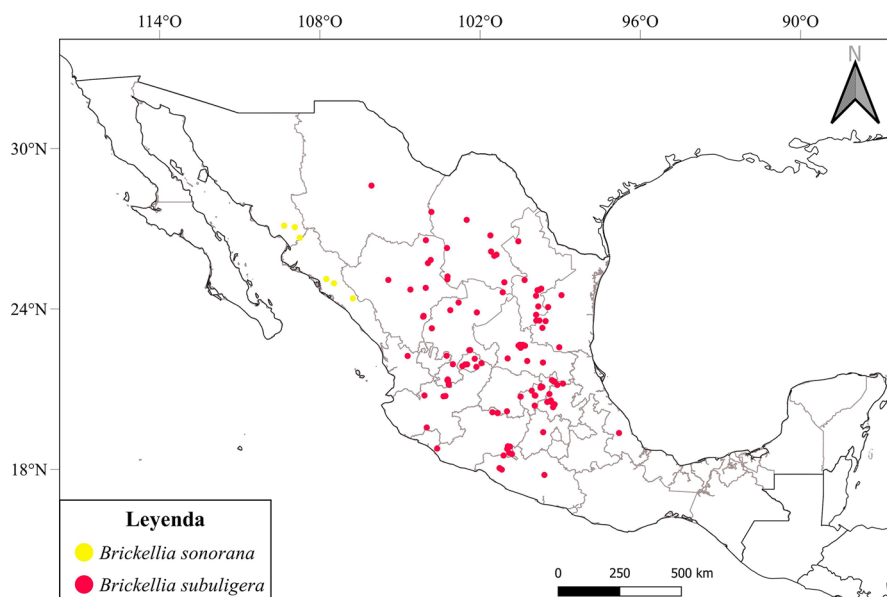 114°O 108°O 102°O 96°O 90°O
N
30°N
24°N
18°N
Leyenda
Brickellia sonorana
Brickellia subuligera
0 250 500 km